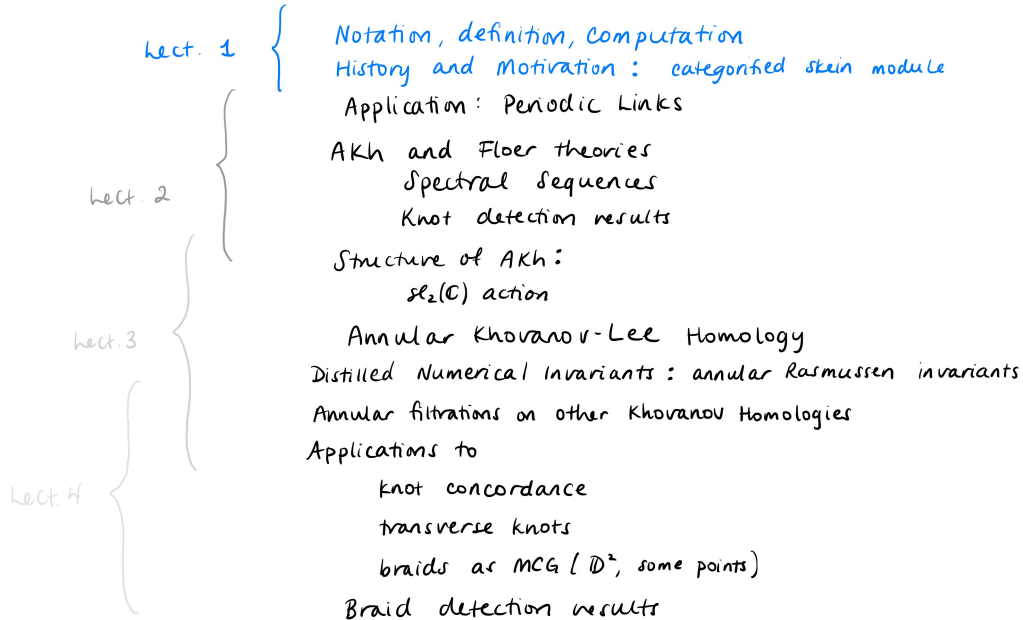 Lect. 1
Notation, definition, computation
History and Motivation : categorified skein module
Application : Periodic Links
Lect. 2
AKh and Floer theories
Spectral Sequences
Knot detection results
Structure of AKh :
sl₂(ℂ) action
Lect. 3
Annular Khovanov-Lee Homology
Distilled Numerical Invariants : annular Rasmussen invariants
Annular filtrations on other Khovanov Homologies
Applications to
Lect. 4
knot concordance
transverse knots
braids as MCG ( 𝔻², some points)
Braid detection results